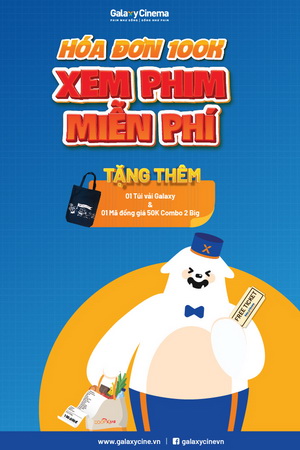 Galaxy Cinema
HÓA ĐƠN 100K
XEM PHIM
MIỄN PHÍ
TẶNG THÊM
01 Túi vải Galaxy
&
01 Mã đồng giá 50K Combo 2 Big
FREE TICKET
www.galaxycine.vn | galaxycinevn